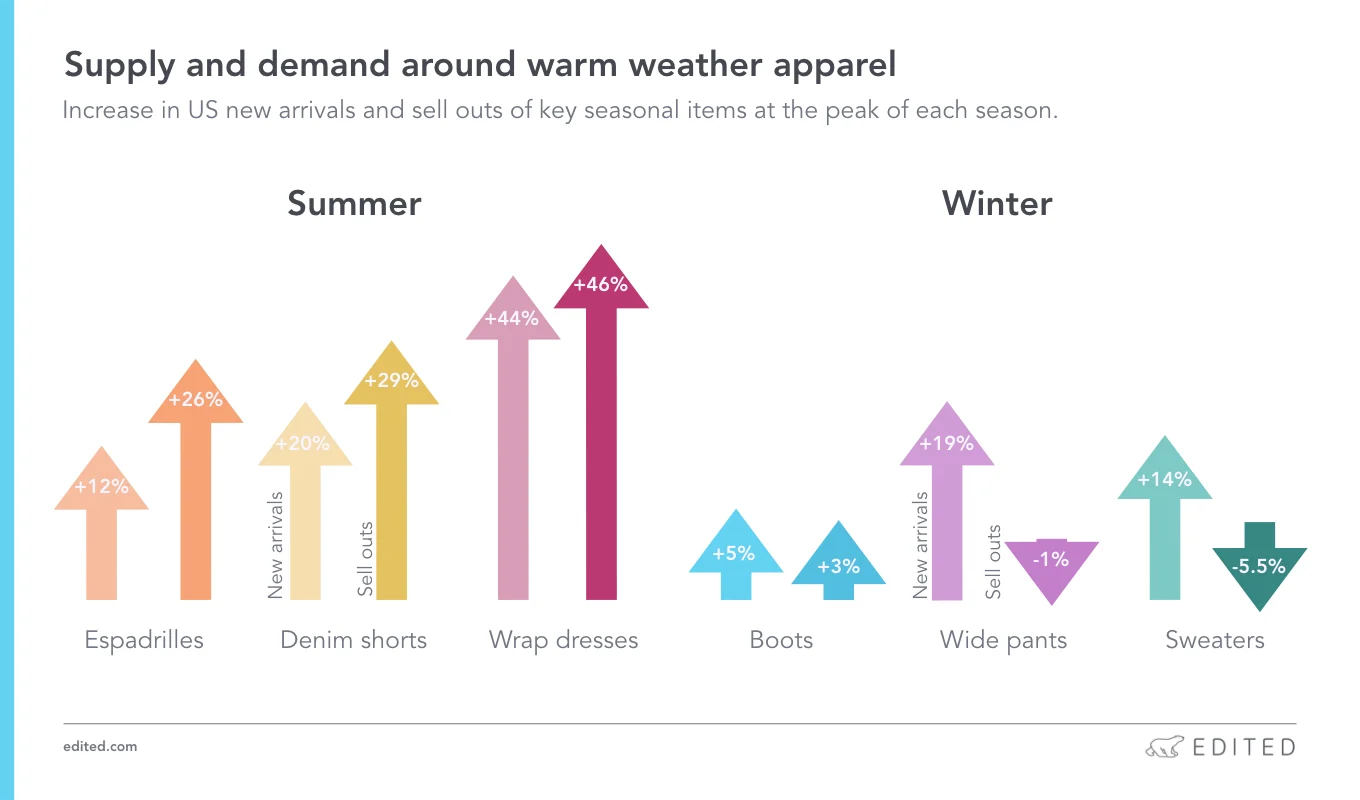 Supply and demand around warm weather apparel
Increase in US new arrivals and sell outs of key seasonal items at the peak of each season.
Summer
+12%
+26%
+20%
New arrivals
+29%
Sell outs
+44%
+46%
Espadrilles
Denim shorts
Wrap dresses
Winter
+5%
+3%
+19%
New arrivals
-1%
Sell outs
+14%
-5.5%
Boots
Wide pants
Sweaters
edited.com
EDITED